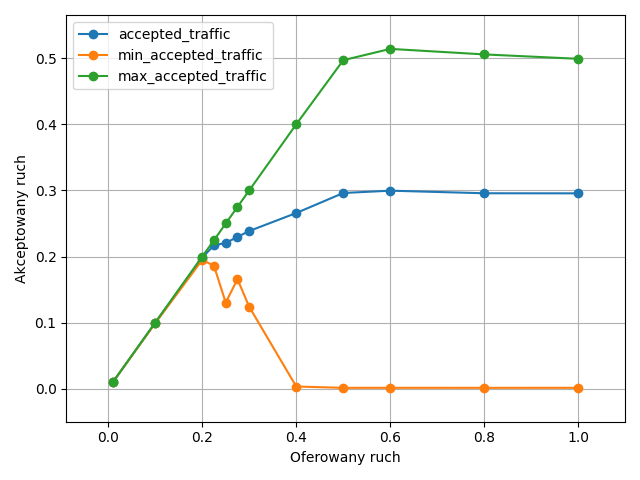 accepted_traffic
min_accepted_traffic
max_accepted_traffic
0.5
0.4
0.3
0.2
0.1
0.0
Akceptowany ruch
0.0 0.2 0.4 0.6 0.8 1.0
Oferowany ruch